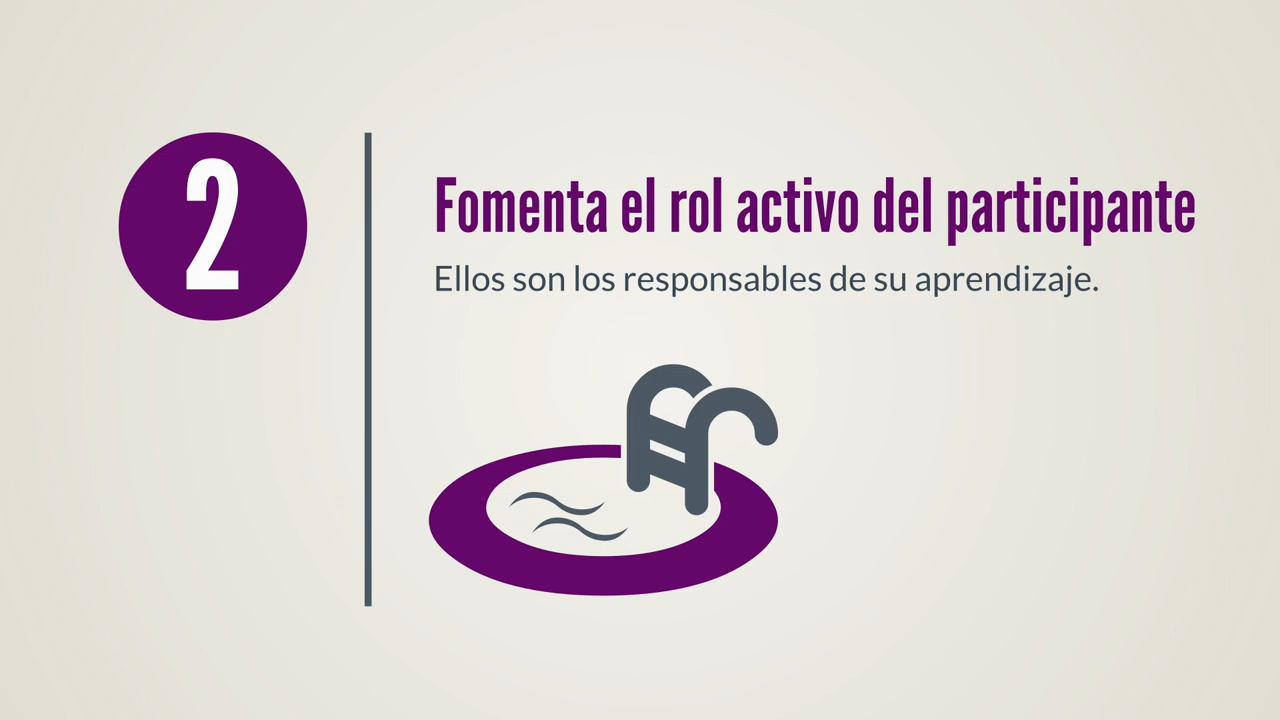 2
Fomenta el rol activo del participante
Ellos son los responsables de su aprendizaje.